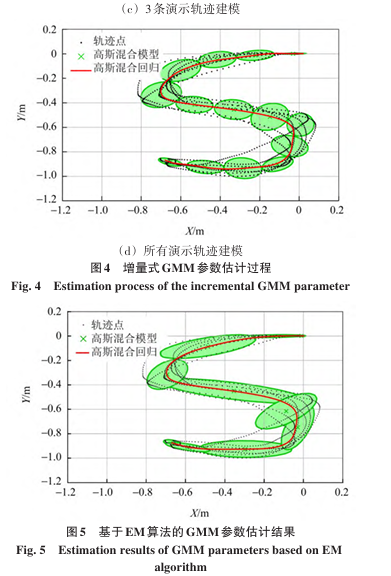 (c) 3条演示轨迹建模
0.2
0
−0.2
−0.4
−0.6
−0.8
−1.0
−1.2
Y/m
轨迹点
高斯混合模型
高斯混合回归
−1.2 −1.0 −0.8 −0.6 −0.4 −0.2 0 0.2
X/m
(d) 所有演示轨迹建模
图4 增量式GMM参数估计过程
Fig. 4 Estimation process of the incremental GMM parameter
0.2
0
−0.2
−0.4
−0.6
−0.8
−1.0
−1.2
Y/m
轨迹点
高斯混合模型
高斯混合回归
−1.2 −1.0 −0.8 −0.6 −0.4 −0.2 0 0.2
X/m
图5 基于EM算法的GMM参数估计结果
Fig. 5 Estimation results of GMM parameters based on EM
algorithm